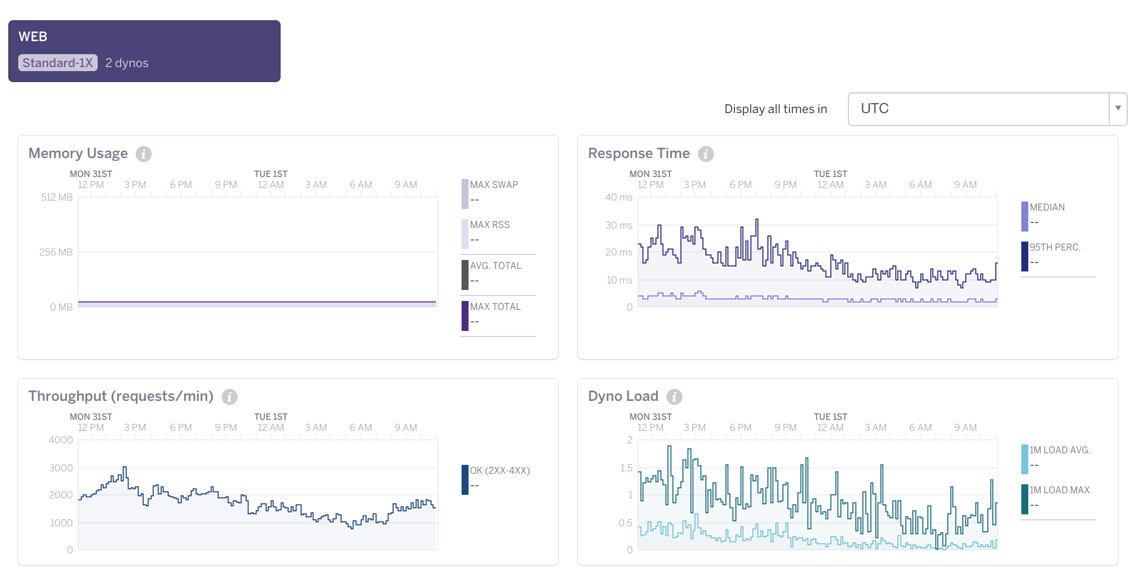 WEB
Standard-1X 2 dynos
Display all times in UTC
Memory Usage i
MON 31ST TUE 1ST
12 PM 3 PM 6 PM 9 PM 12 AM 3 AM 6 AM 9 AM
512 MB
256 MB
0 MB
MAX SWAP
--
MAX RSS
--
AVG. TOTAL
--
MAX TOTAL
--
Response Time i
MON 31ST TUE 1ST
12 PM 3 PM 6 PM 9 PM 12 AM 3 AM 6 AM 9 AM
40 ms
30 ms
20 ms
10 ms
0
MEDIAN
--
95TH PERC.
--
Throughput (requests/min) i
MON 31ST TUE 1ST
12 PM 3 PM 6 PM 9 PM 12 AM 3 AM 6 AM 9 AM
4000
3000
2000
1000
0
OK (2XX-4XX)
--
Dyno Load i
MON 31ST TUE 1ST
12 PM 3 PM 6 PM 9 PM 12 AM 3 AM 6 AM 9 AM
2
1.5
1
0.5
0
1M LOAD AVG.
--
1M LOAD MAX
--